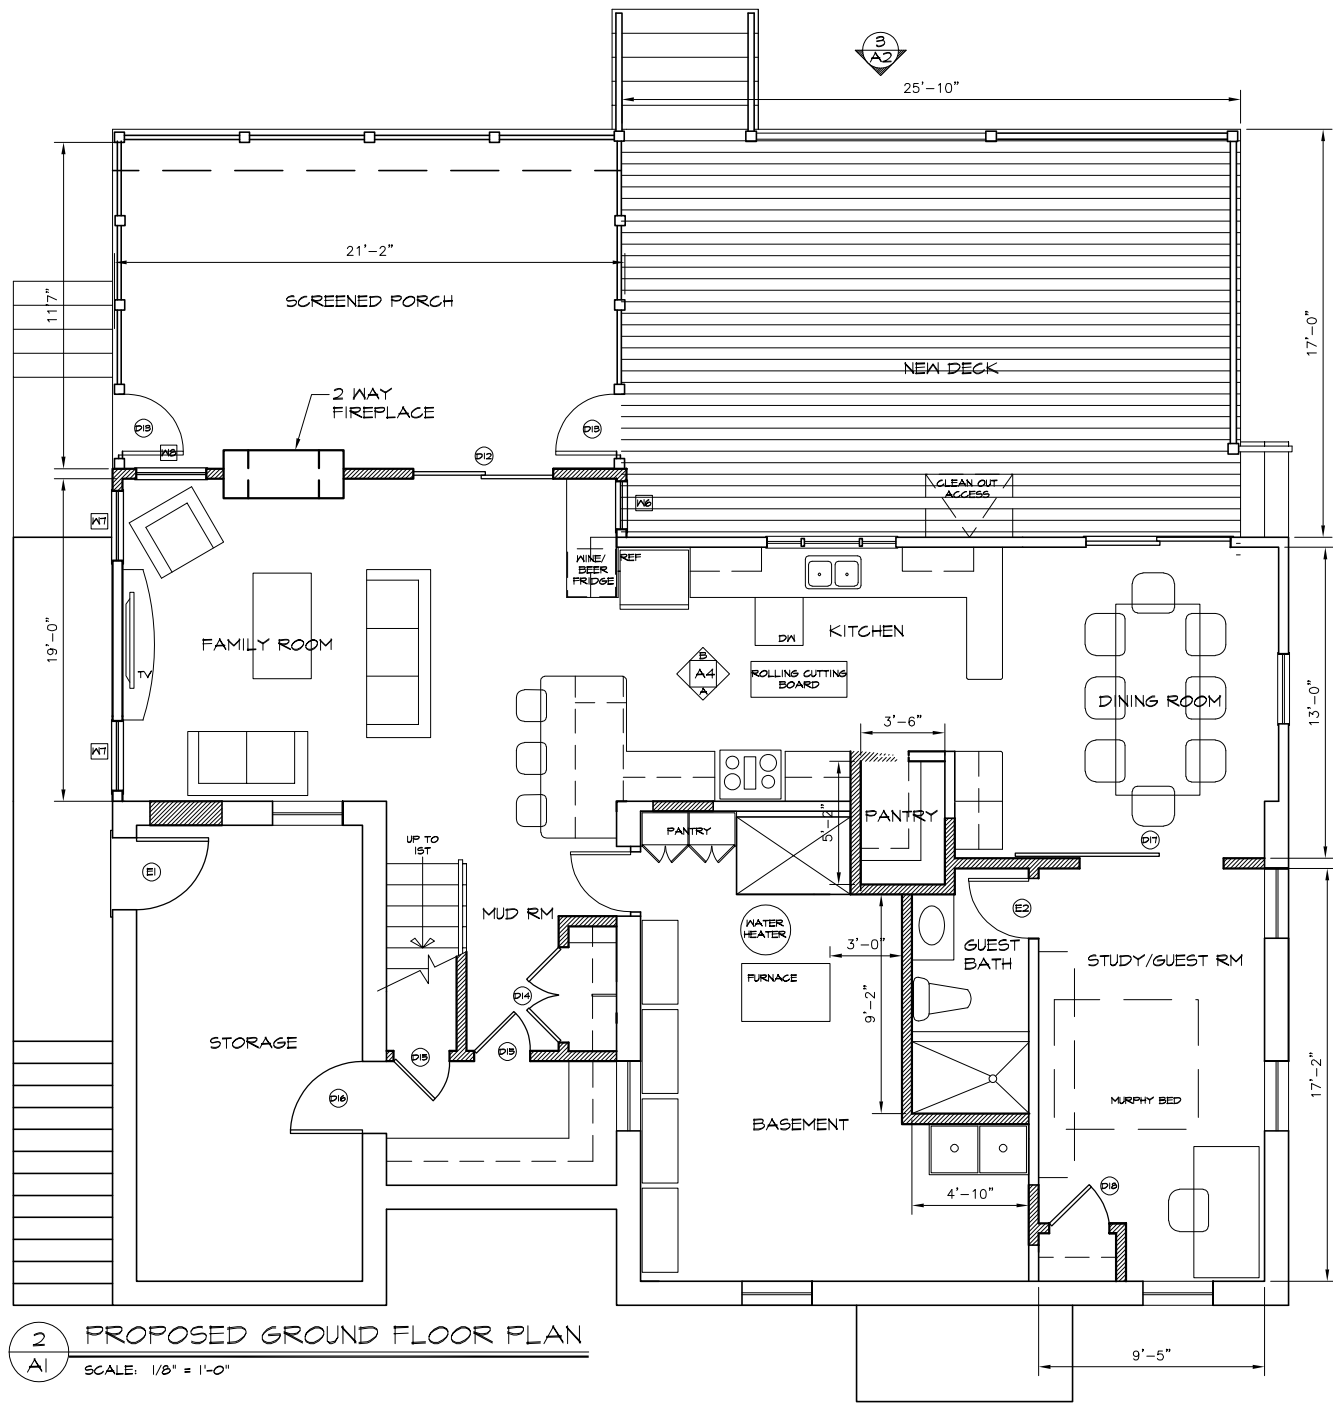 3
A2
25'-10"
21'-2"
11'7"
SCREENED PORCH
17'-0"
NEW DECK
2 WAY
FIREPLACE
D13
D13
W8
D12
CLEAN OUT
ACCESS
W6
W7
WINE/
BEER
FRIDGE
REF
19'-0"
FAMILY ROOM
TV
KITCHEN
DW
B
A4
A
ROLLING CUTTING
BOARD
DINING ROOM
13'-0"
3'-6"
W7
PANTRY
5'-2"
PANTRY
D17
UP TO
1ST
E1
MUD RM
WATER
HEATER
3'-0"
E2
GUEST
BATH
STUDY/GUEST RM
FURNACE
9'-2"
D14
STORAGE
D15
D15
D16
17'-2"
MURPHY BED
BASEMENT
4'-10"
D18
2
A1
PROPOSED GROUND FLOOR PLAN
SCALE: 1/8" = 1'-0"
9'-5"